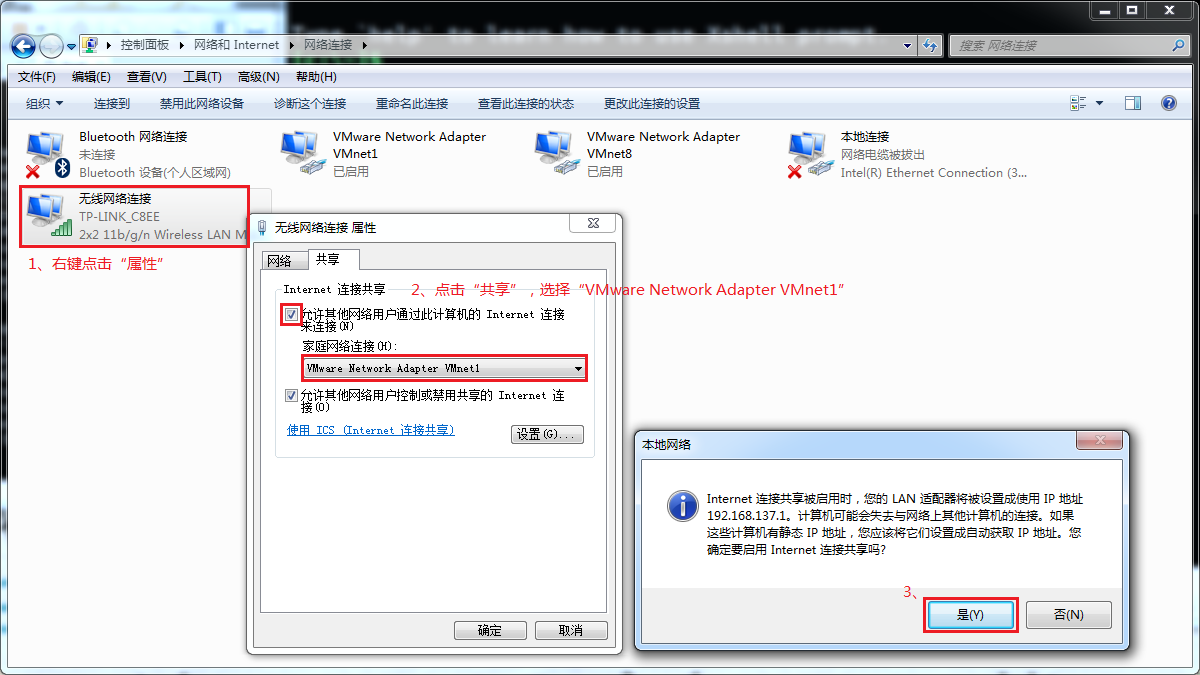 Type `help' to learn how to use Xshell prompt.
控制面板 ▸ 网络和 Internet ▸ 网络连接 ▸
搜索 网络连接
文件(F) 编辑(E) 查看(V) 工具(T) 高级(N) 帮助(H)
组织 连接到 禁用此网络设备 诊断这个连接 重命名此连接 查看此连接的状态 更改此连接的设置
Bluetooth 网络连接
未连接
Bluetooth 设备(个人区域网)
VMware Network Adapter
VMnet1
已启用
VMware Network Adapter
VMnet8
已启用
本地连接
网络电缆被拔出
Intel(R) Ethernet Connection (3...
无线网络连接
TP-LINK_C8EE
2x2 11b/g/n Wireless LAN M
1、右键点击“属性”
无线网络连接 属性
网络 共享
Internet 连接共享
2、点击“共享”，选择“VMware Network Adapter VMnet1”
允许其他网络用户通过此计算机的 Internet 连接
来连接(N)
家庭网络连接(H):
VMware Network Adapter VMnet1
允许其他网络用户控制或禁用共享的 Internet 连
接(O)
使用 ICS (Internet 连接共享)
设置(G)...
确定 取消
本地网络
Internet 连接共享被启用时，您的 LAN 适配器将被设置成使用 IP 地址
192.168.137.1。计算机可能会失去与网络上其他计算机的连接。如果
这些计算机有静态 IP 地址，您应该将它们设置成自动获取 IP 地址。您
确定要启用 Internet 连接共享吗?
3、
是(Y) 否(N)